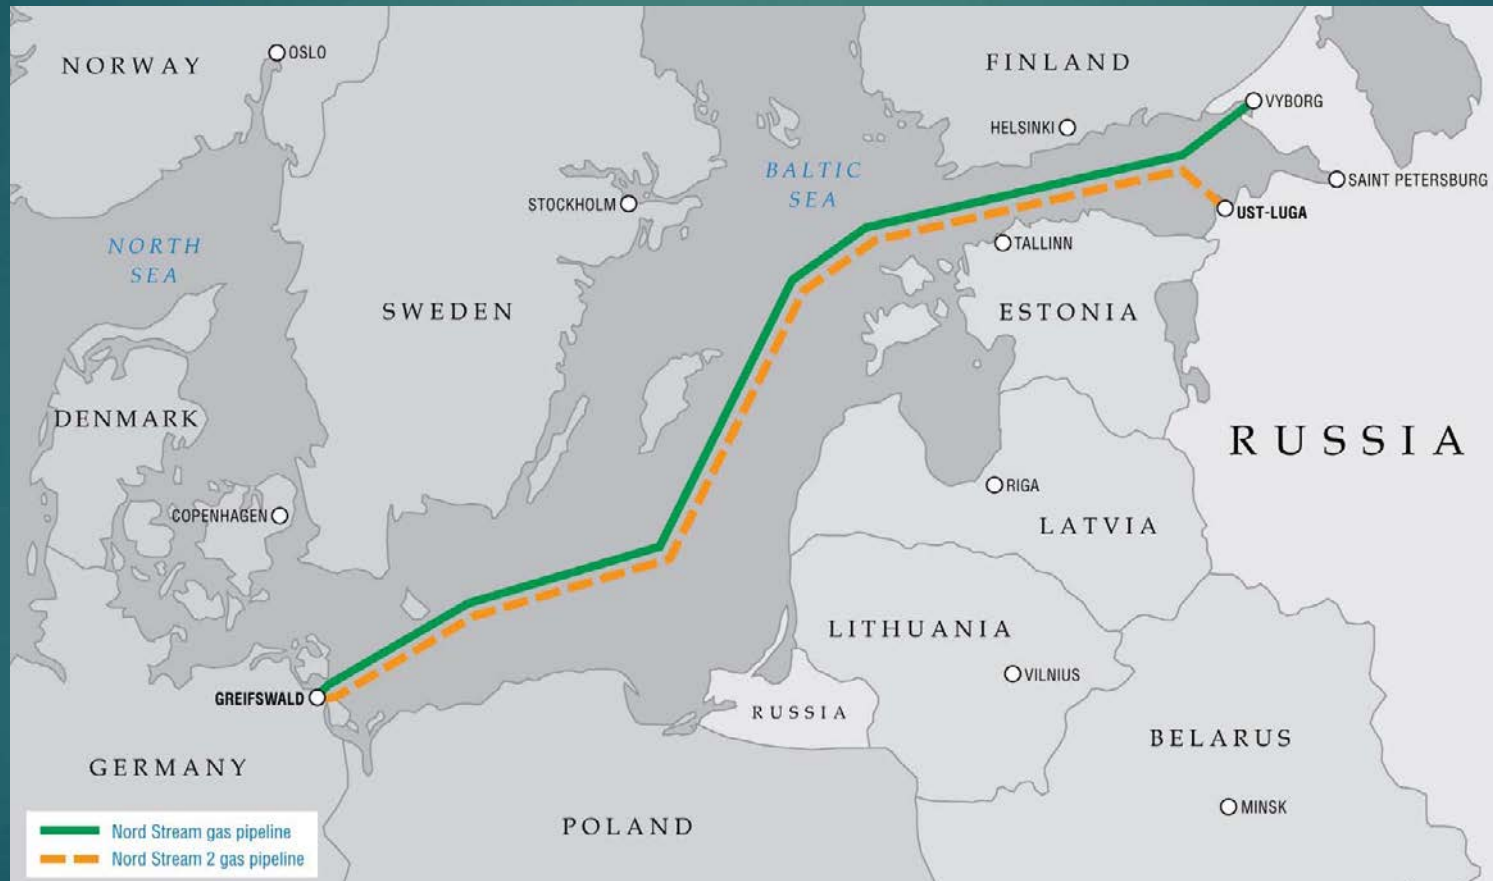 NORWAY
OSLO
FINLAND
VYBORG
HELSINKI
BALTIC
SEA
SAINT PETERSBURG
STOCKHOLM
UST-LUGA
NORTH
SEA
TALLINN
SWEDEN
ESTONIA
DENMARK
RUSSIA
RIGA
COPENHAGEN
LATVIA
LITHUANIA
VILNIUS
GREIFSWALD
RUSSIA
BELARUS
GERMANY
MINSK
POLAND
Nord Stream gas pipeline
Nord Stream 2 gas pipeline